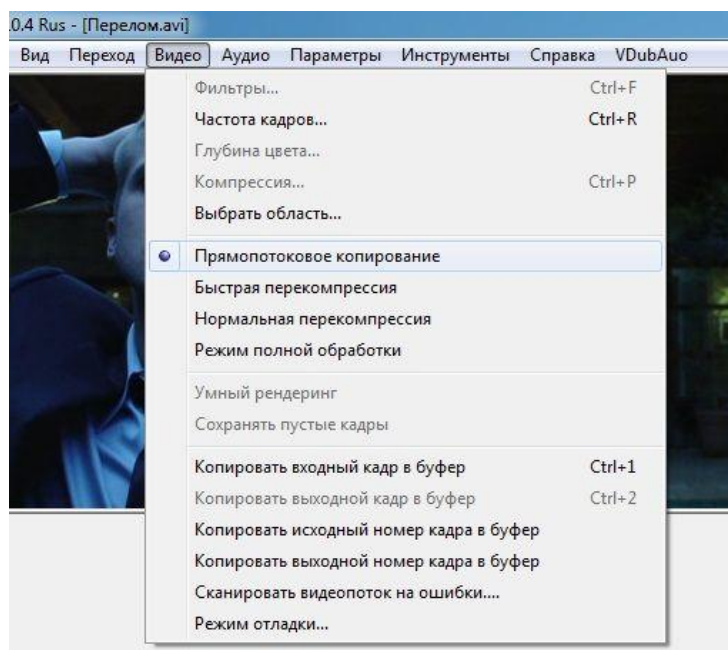 0.4 Rus - [Перелом.avi]
Вид Переход Видео Аудио Параметры Инструменты Справка VDubAuo
Фильтры... Ctrl+F
Частота кадров... Ctrl+R
Глубина цвета...
Компрессия... Ctrl+P
Выбрать область...
Прямопотоковое копирование
Быстрая перекомпрессия
Нормальная перекомпрессия
Режим полной обработки
Умный рендеринг
Сохранять пустые кадры
Копировать входный кадр в буфер Ctrl+1
Копировать выходной кадр в буфер Ctrl+2
Копировать исходный номер кадра в буфер
Копировать выходной номер кадра в буфер
Сканировать видеопоток на ошибки....
Режим отладки...